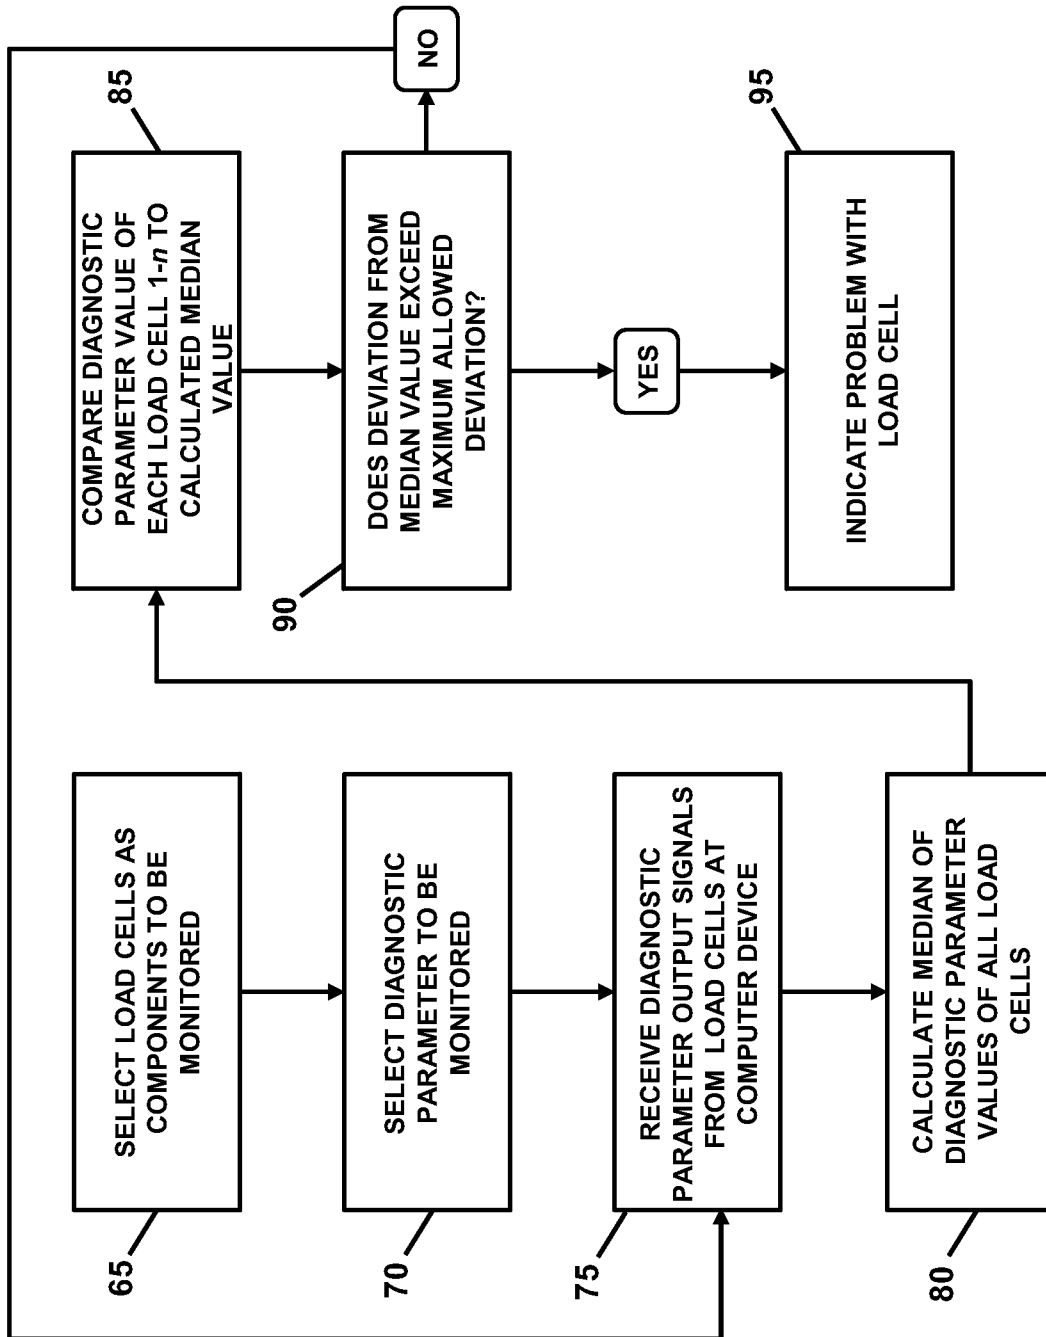 65
SELECT LOAD CELLS AS
COMPONENTS TO BE
MONITORED
70
SELECT DIAGNOSTIC
PARAMETER TO BE
MONITORED
75
RECEIVE DIAGNOSTIC
PARAMETER OUTPUT SIGNALS
FROM LOAD CELLS AT
COMPUTER DEVICE
80
CALCULATE MEDIAN OF
DIAGNOSTIC PARAMETER
VALUES OF ALL LOAD
CELLS
85
COMPARE DIAGNOSTIC
PARAMETER VALUE OF
EACH LOAD CELL 1-n TO
CALCULATED MEDIAN
VALUE
90
DOES DEVIATION FROM
MEDIAN VALUE EXCEED
MAXIMUM ALLOWED
DEVIATION?
NO
YES
95
INDICATE PROBLEM WITH
LOAD CELL